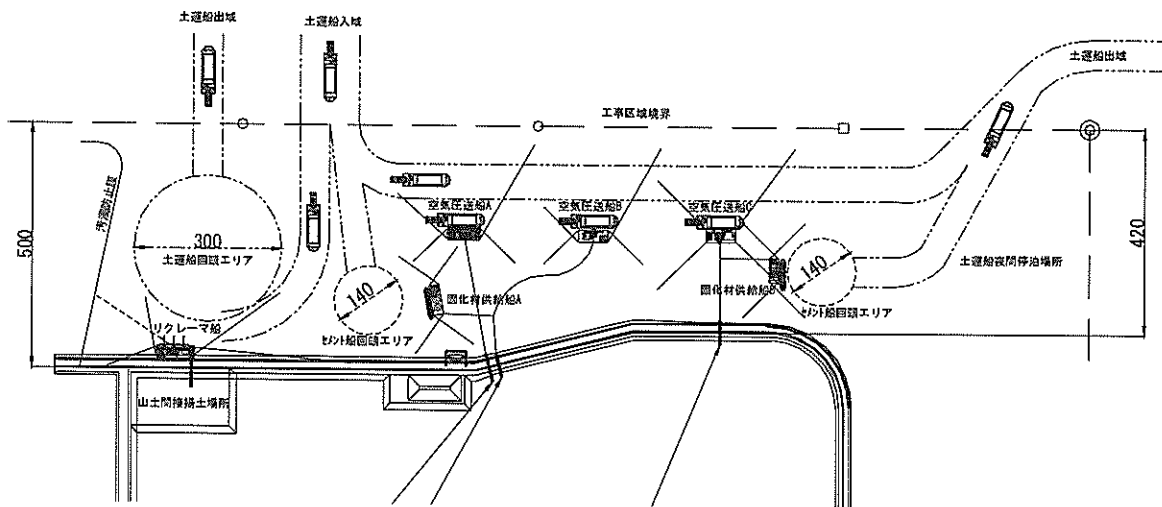 土運船出域
土運船入域
土運船出域
工事区域境界
汚濁防止膜
500
300
土運船回頭エリア
空気圧送船A
空気圧送船B
空気圧送船C
420
140
固化材供給船A
セメント船回頭エリア
140
固化材供給船B
セメント船回頭エリア
土運船夜間停泊場所
リクレーマ船
山土間接揚土場所